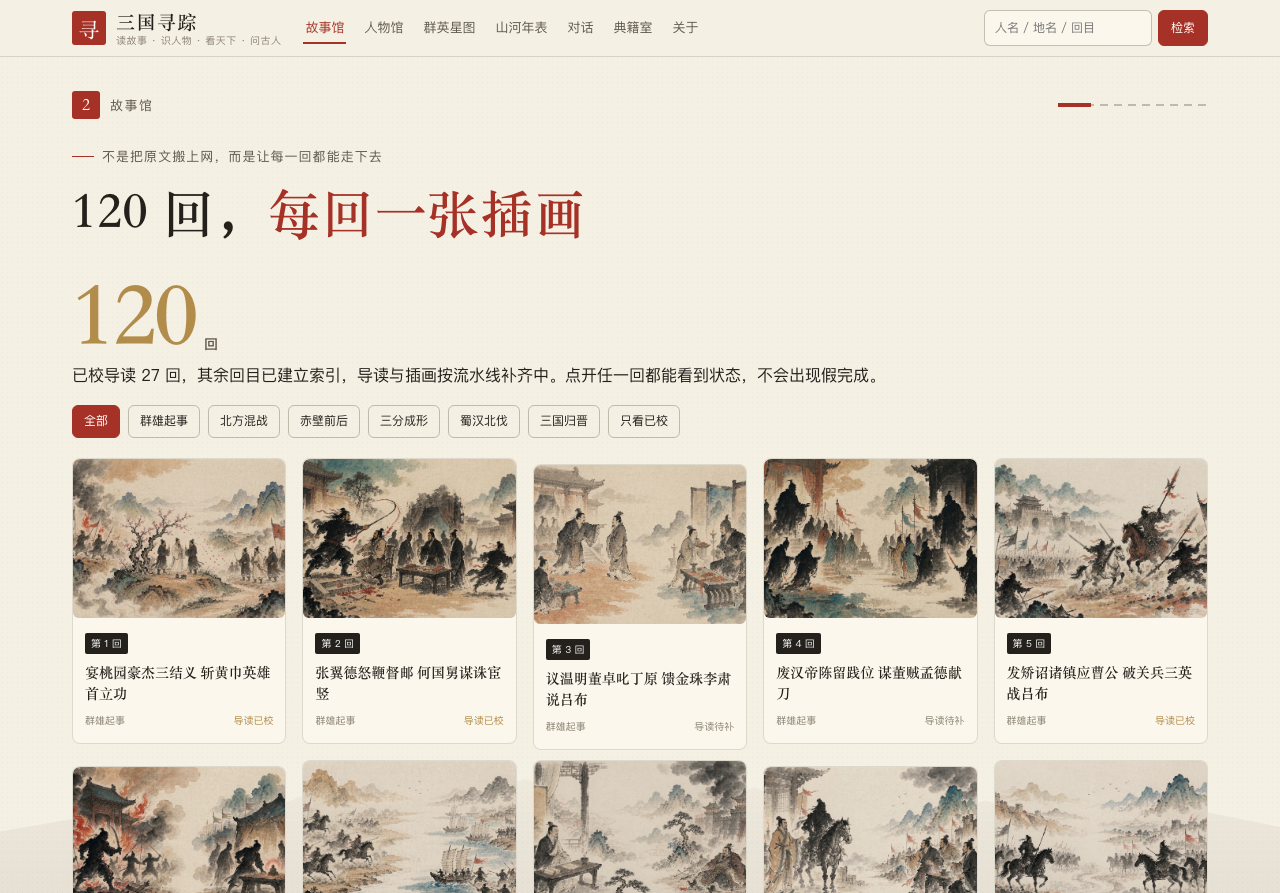 寻
三国寻踪
读故事 · 识人物 · 看天下 · 问古人
故事馆 人物馆 群英星图 山河年表 对话 典籍室 关于
人名 / 地名 / 回目 检索
2 故事馆
不是把原文搬上网，而是让每一回都能走下去
120 回，每回一张插画
120 回
已校导读 27 回，其余回目已建立索引，导读与插画按流水线补齐中。点开任一回都能看到状态，不会出现假完成。
全部 群雄起事 北方混战 赤壁前后 三分成形 蜀汉北伐 三国归晋 只看已校
第 1 回
宴桃园豪杰三结义 斩黄巾英雄
首立功
群雄起事 导读已校
第 2 回
张翼德怒鞭督邮 何国舅谋诛宦
竖
群雄起事 导读已校
第 3 回
议温明董卓叱丁原 馈金珠李肃
说吕布
群雄起事 导读待补
第 4 回
废汉帝陈留践位 谋董贼孟德献
刀
群雄起事 导读待补
第 5 回
发矫诏诸镇应曹公 破关兵三英
战吕布
群雄起事 导读已校